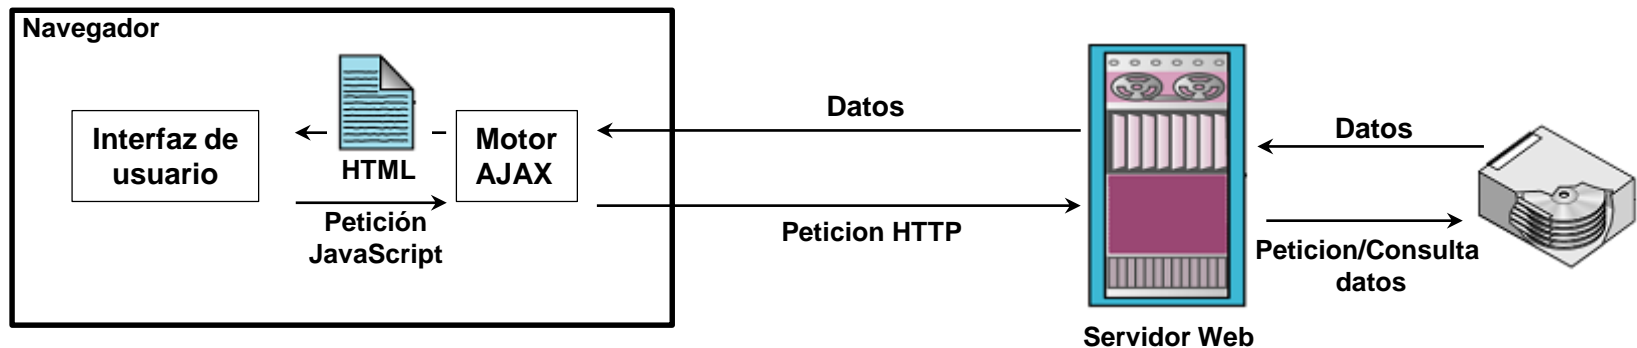 Navegador
Interfaz de
usuario
HTML
Motor
AJAX
Petición
JavaScript
Datos
Peticion HTTP
Servidor Web
Datos
Peticion/Consulta
datos